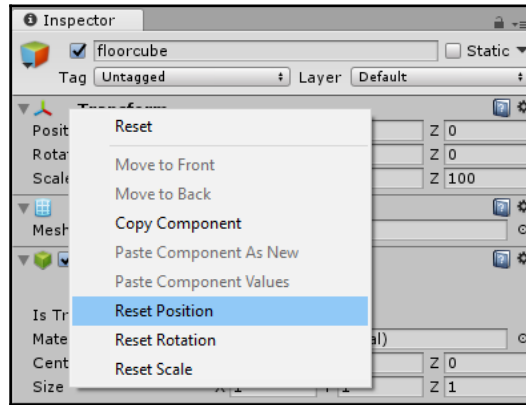 Inspector
floorcube Static
Tag Untagged Layer Default
Transform
Posit Z 0
Rotat Z 0
Scale Z 100
Mesh
Is Tr
Mate al)
Cent Z 0
Size X 1 Y 1 Z 1
Reset
Move to Front
Move to Back
Copy Component
Paste Component As New
Paste Component Values
Reset Position
Reset Rotation
Reset Scale